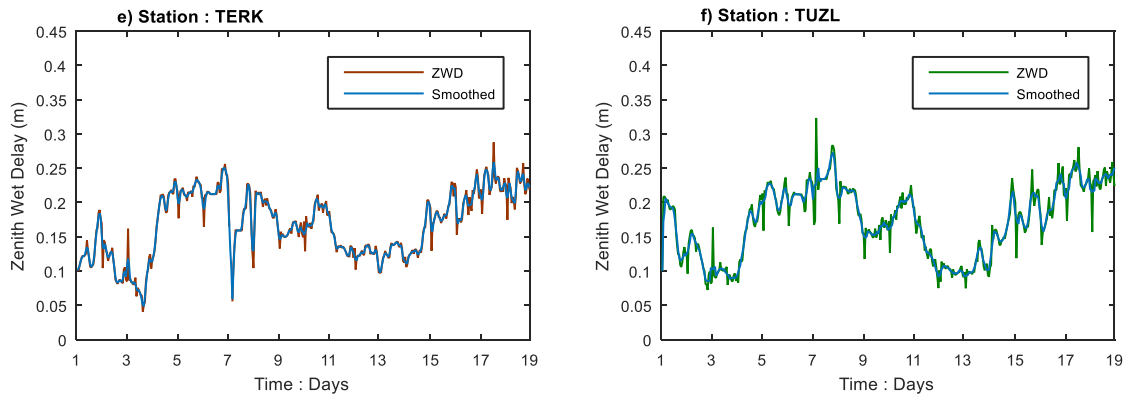 e) Station : TERK
0.45
0.4
0.35
0.3
0.25
0.2
0.15
0.1
0.05
0
Zenith Wet Delay (m)
ZWD
Smoothed
1 3 5 7 9 11 13 15 17 19
Time : Days
f) Station : TUZL
0.45
0.4
0.35
0.3
0.25
0.2
0.15
0.1
0.05
0
Zenith Wet Delay (m)
ZWD
Smoothed
1 3 5 7 9 11 13 15 17 19
Time : Days